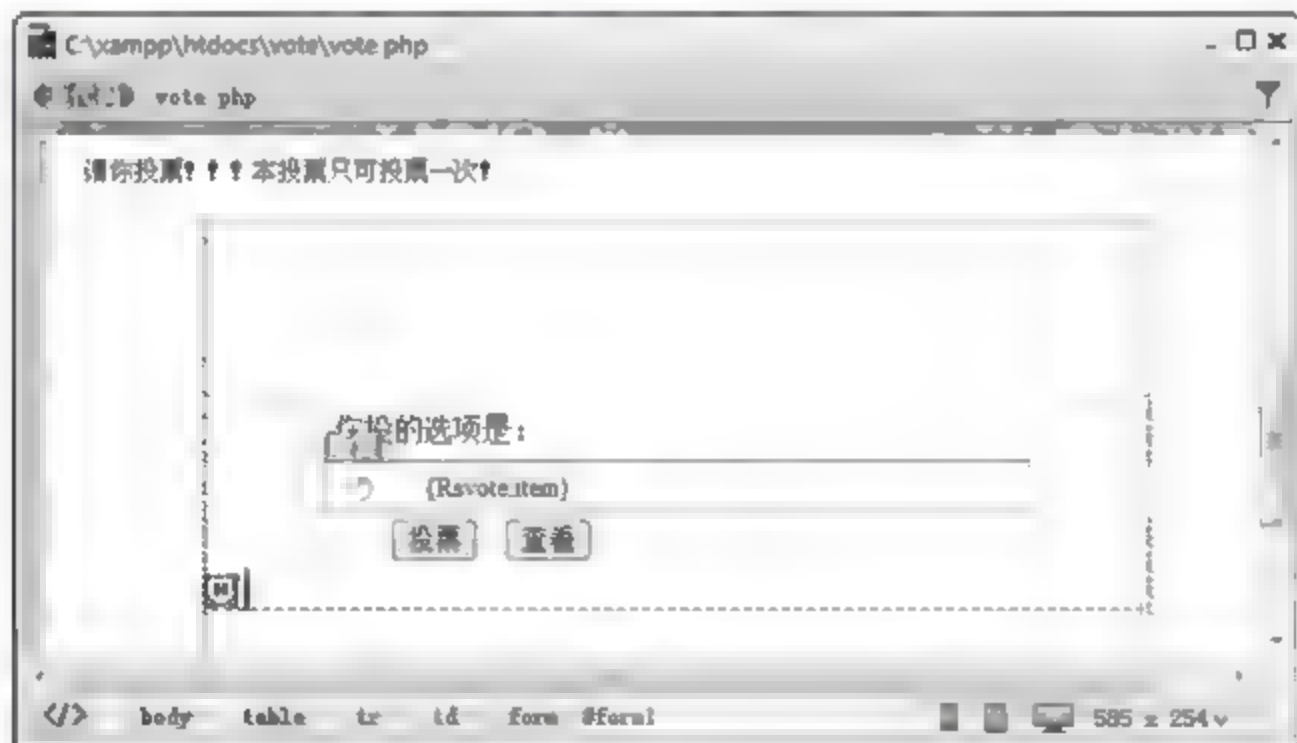 C:\xampp\htdocs\vote\vote php
vote php
请你投票！！！本投票只可投票一次！
你投的选项是：
{Rsvote.item}
投票 查看
</> body table tr td form #form1 585 x 254